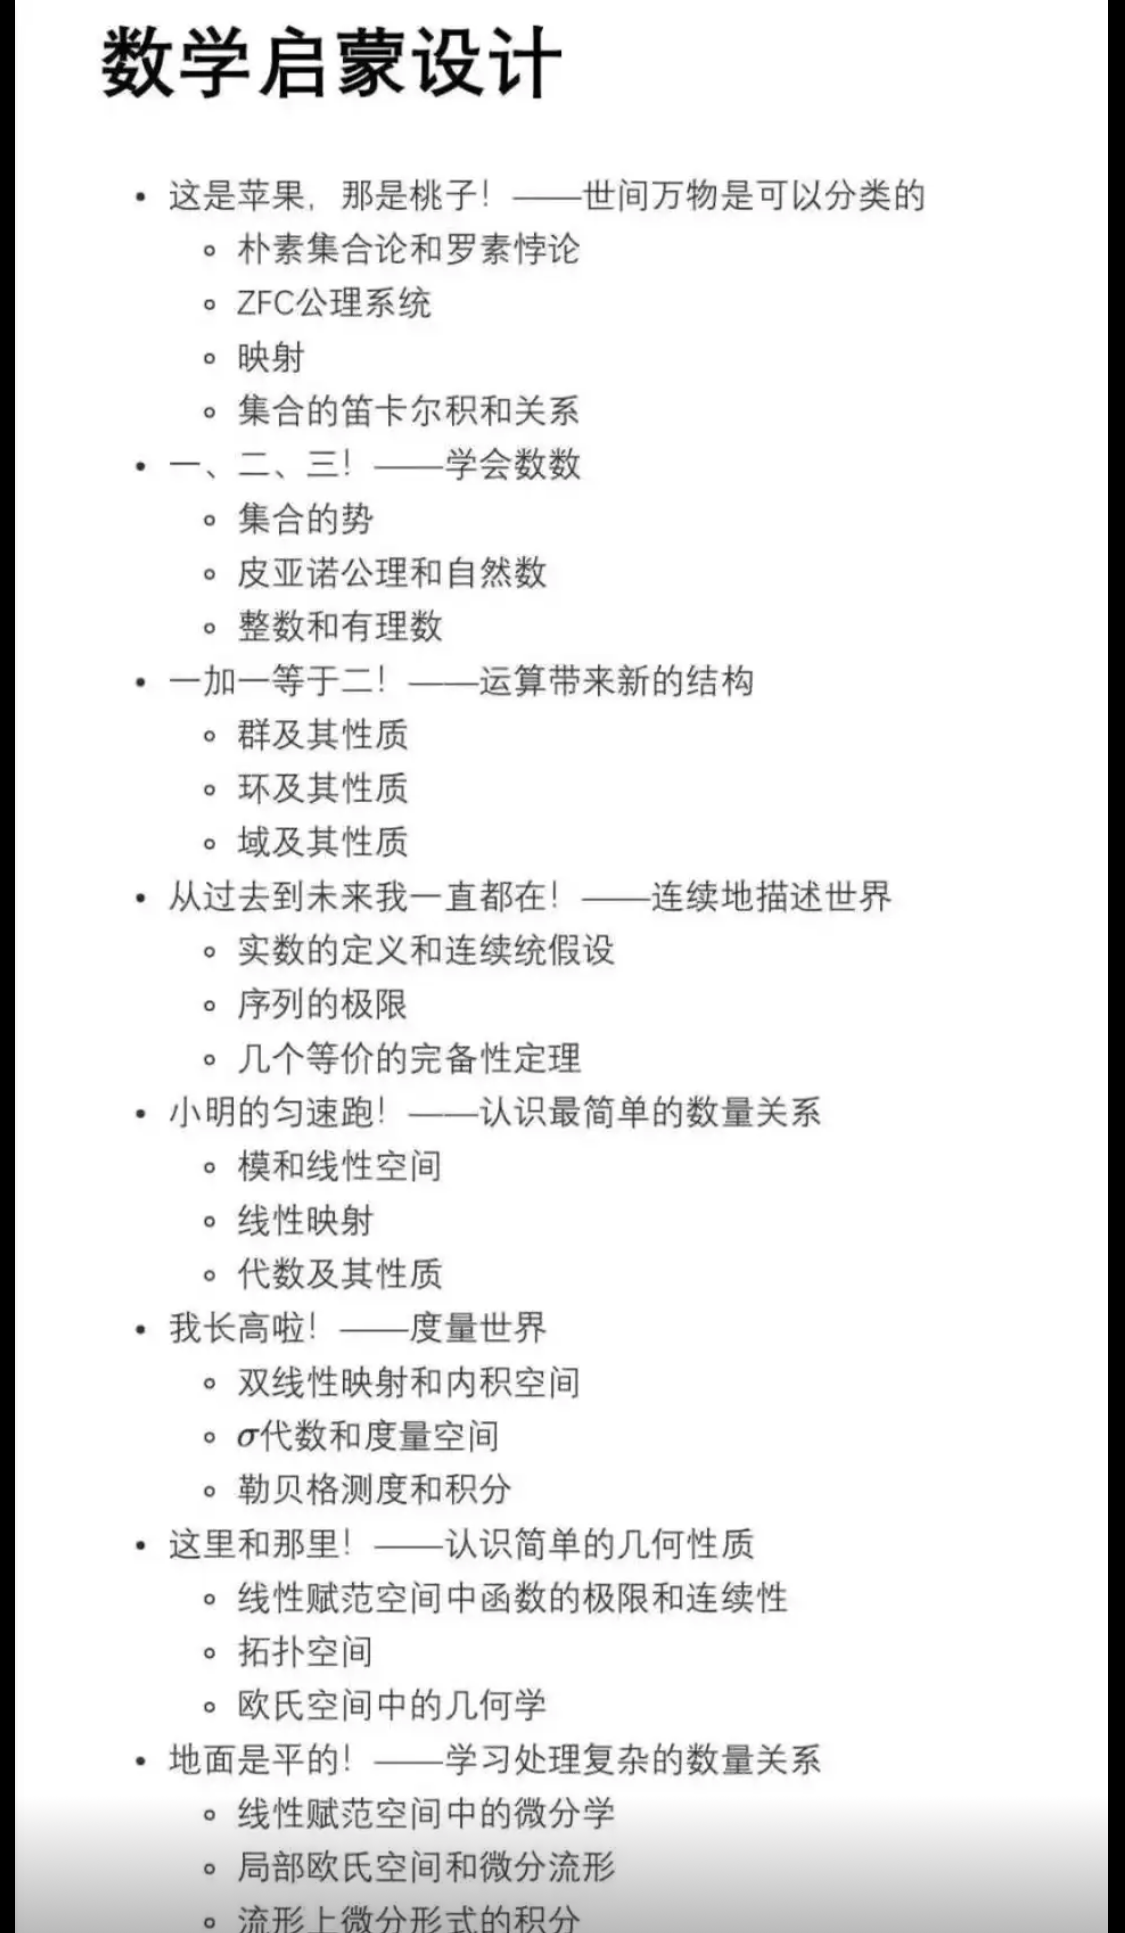 数学启蒙设计
• 这是苹果，那是桃子！——世间万物是可以分类的
◦ 朴素集合论和罗素悖论
◦ ZFC公理系统
◦ 映射
◦ 集合的笛卡尔积和关系
• 一、二、三！——学会数数
◦ 集合的势
◦ 皮亚诺公理和自然数
◦ 整数和有理数
• 一加一等于二！——运算带来新的结构
◦ 群及其性质
◦ 环及其性质
◦ 域及其性质
• 从过去到未来我一直都在！——连续地描述世界
◦ 实数的定义和连续统假设
◦ 序列的极限
◦ 几个等价的完备性定理
• 小明的匀速跑！——认识最简单的数量关系
◦ 模和线性空间
◦ 线性映射
◦ 代数及其性质
• 我长高啦！——度量世界
◦ 双线性映射和内积空间
◦ σ代数和度量空间
◦ 勒贝格测度和积分
• 这里和那里！——认识简单的几何性质
◦ 线性赋范空间中函数的极限和连续性
◦ 拓扑空间
◦ 欧氏空间中的几何学
• 地面是平的！——学习处理复杂的数量关系
◦ 线性赋范空间中的微分学
◦ 局部欧氏空间和微分流形
◦ 流形上微分形式的积分